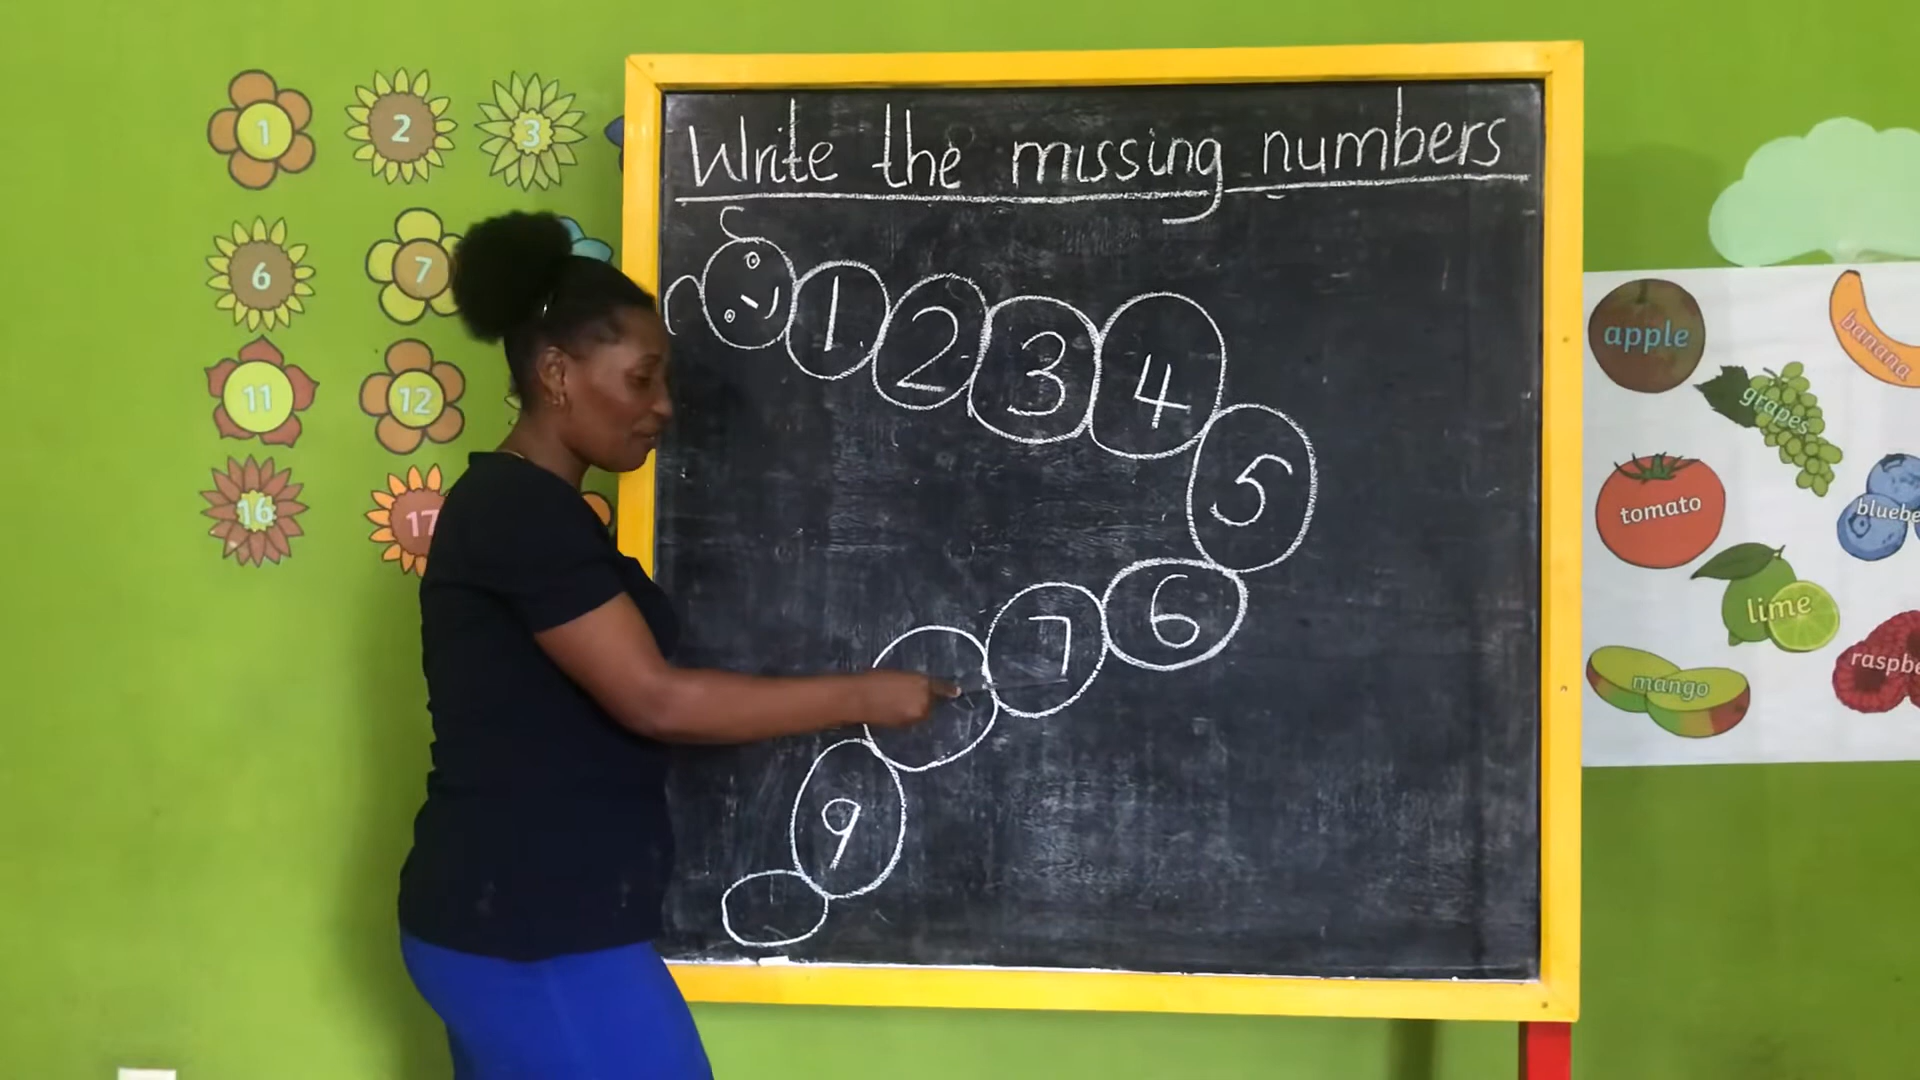 Write the missing numbers
1 2 3 4
5
6
7
9
1 2 3
6 7
11 12
16 17
apple
banana
grapes
tomato
lime
mango